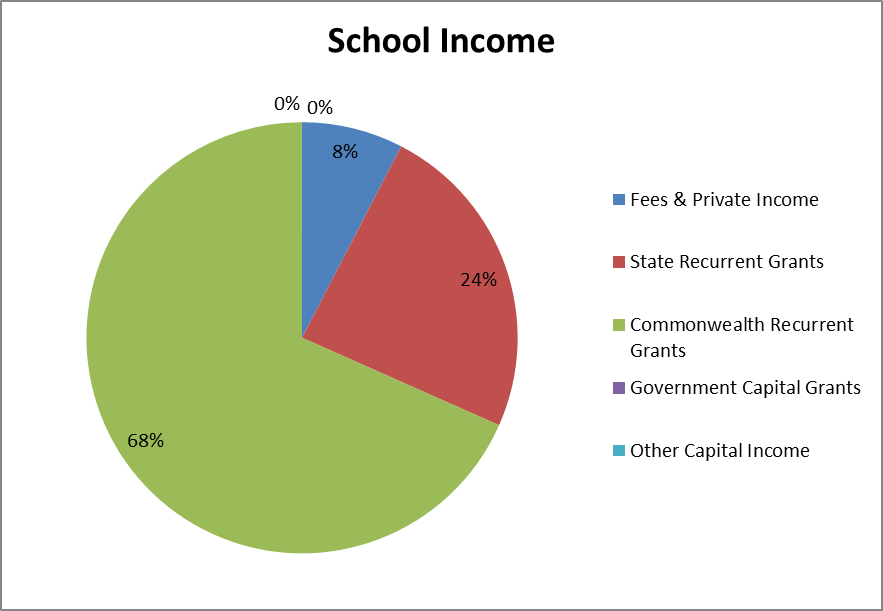 School Income
0% 0%
8%
24%
68%
Fees & Private Income
State Recurrent Grants
Commonwealth Recurrent
Grants
Government Capital Grants
Other Capital Income